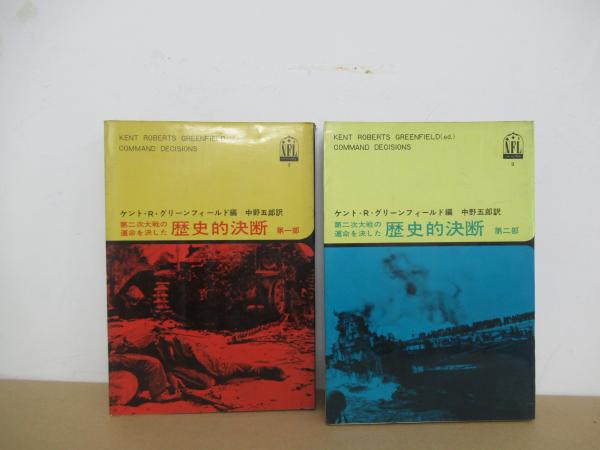 KENT ROBERTS GREENFIELD
COMMAND DECISIONS
NFL
ケント・R・グリーンフィールド編 中野五郎訳
第二次大戦の
運命を決した
歴史的決断 第一部
KENT ROBERTS GREENFIELD(ed.)
COMMAND DECISIONS
NFL
ケント・R・グリーンフィールド編 中野五郎訳
第二次大戦の
運命を決した
歴史的決断 第二部